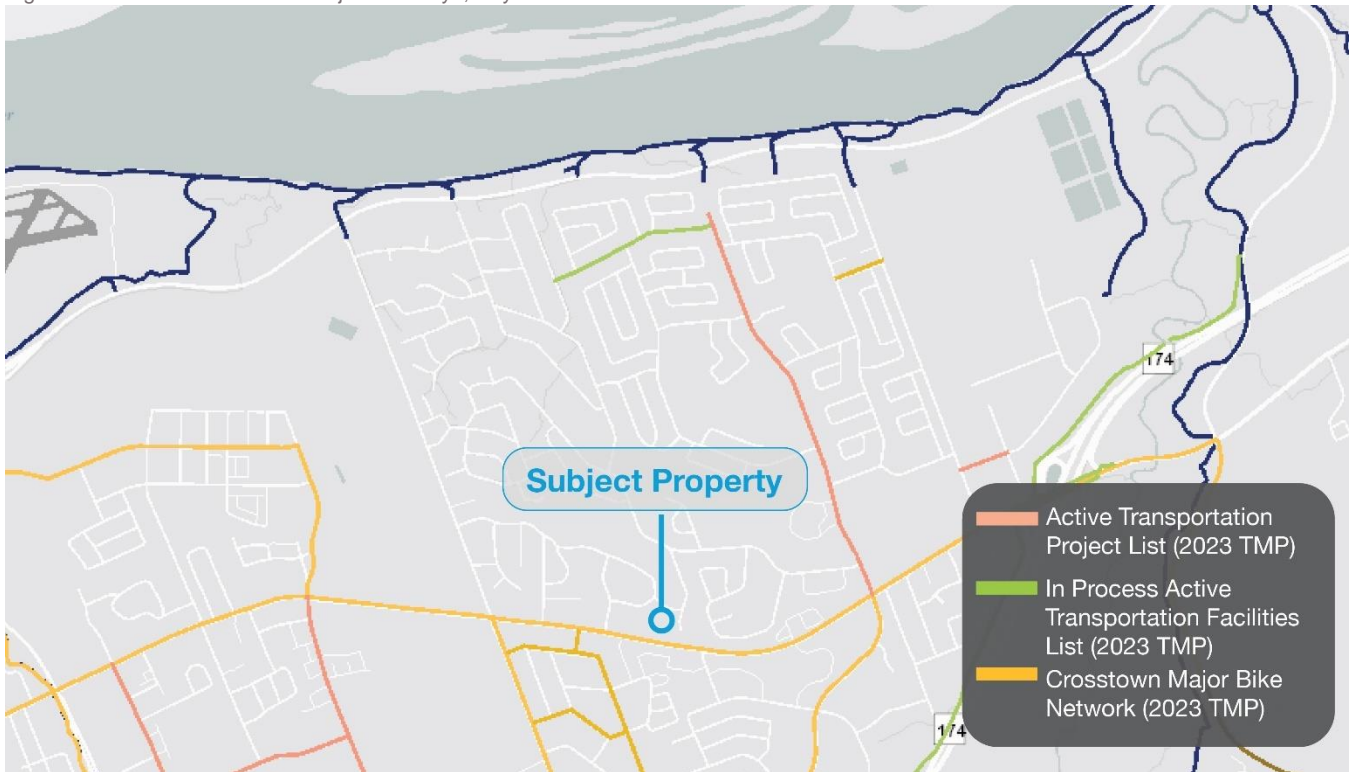 174
Subject Property
Active Transportation
Project List (2023 TMP)
In Process Active
Transportation Facilities
List (2023 TMP)
Crosstown Major Bike
Network (2023 TMP)
174